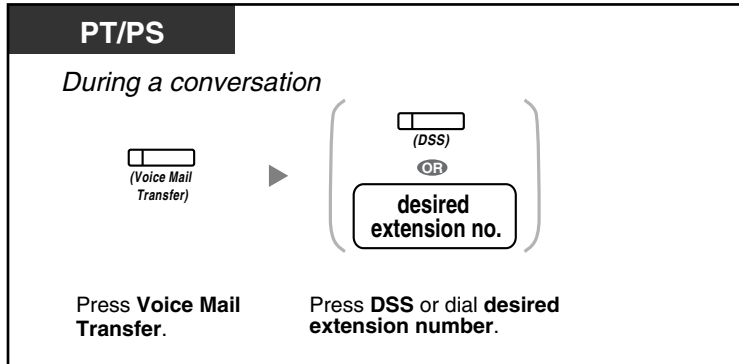 PT/PS
During a conversation
(Voice Mail
Transfer)
(DSS)
OR
desired
extension no.
Press Voice Mail
Transfer.
Press DSS or dial desired
extension number.